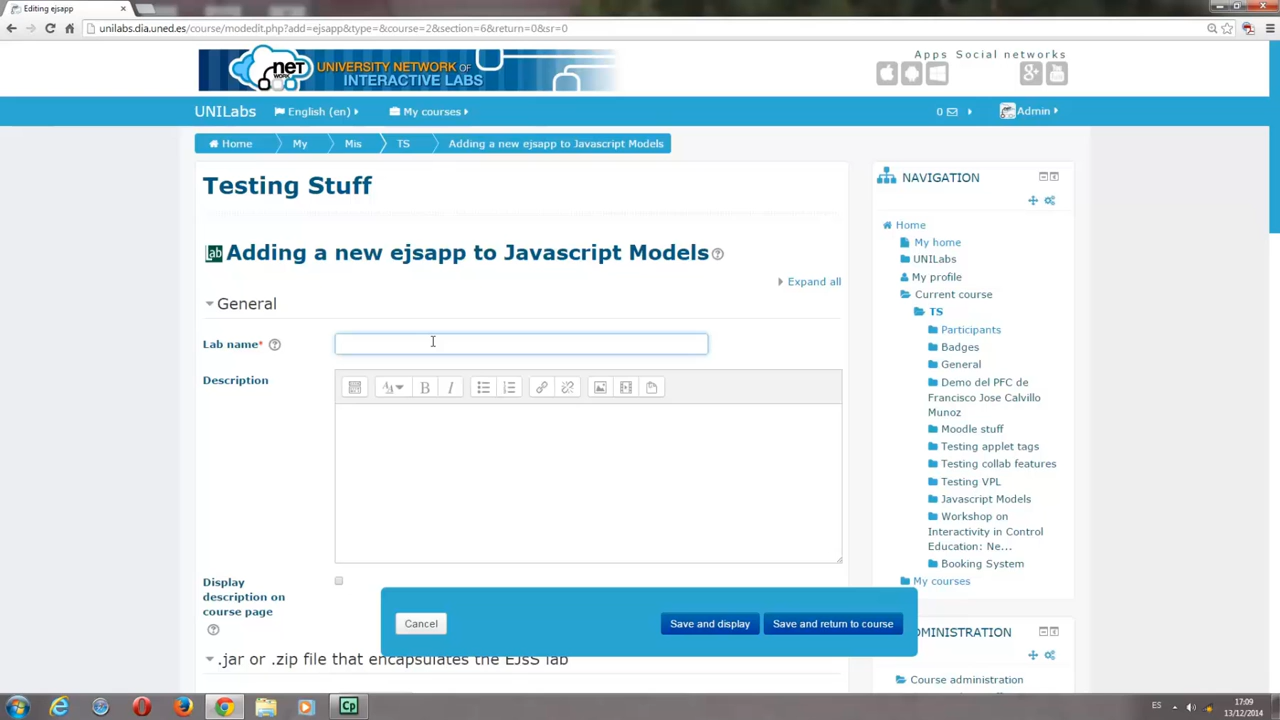 Editing ejsapp
unilabs.dia.uned.es/course/modedit.php?add=ejsapp&type=&course=2&section=6&return=0&sr=0
net
WORK
UNIVERSITY NETWORK OF
INTERACTIVE LABS
Apps Social networks
g+ You
UNILabs English (en) My courses 0 Admin
Home My Mis TS Adding a new ejsapp to Javascript Models
Testing Stuff
lab Adding a new ejsapp to Javascript Models
Expand all
General
Lab name*
Description
Display
description on
course page
Cancel Save and display Save and return to course
.jar or .zip file that encapsulates the EJsS lab
NAVIGATION
Home
My home
UNILabs
My profile
Current course
TS
Participants
Badges
General
Demo del PFC de
Francisco Jose Calvillo
Munoz
Moodle stuff
Testing applet tags
Testing collab features
Testing VPL
Javascript Models
Workshop on
Interactivity in Control
Education: Ne...
Booking System
My courses
DMINISTRATION
Course administration
Cp
ES
17:09
13/12/2014